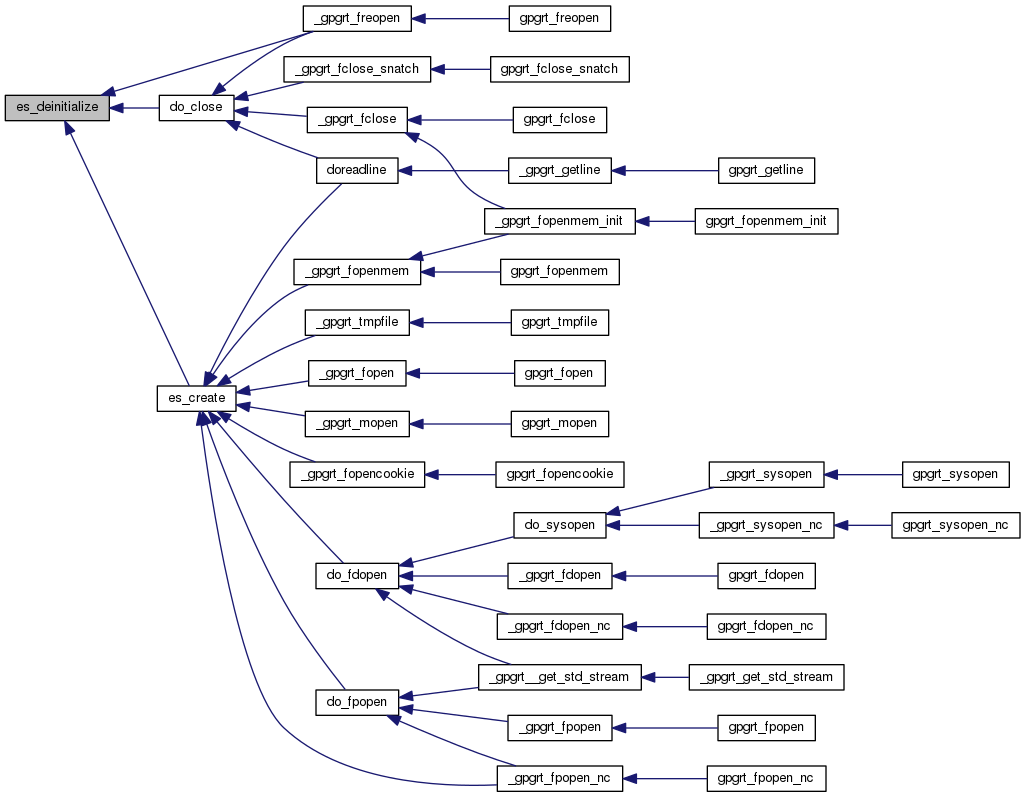 _gpgrt_freopen
gpgrt_freopen
_gpgrt_fclose_snatch
gpgrt_fclose_snatch
es_deinitialize
do_close
_gpgrt_fclose
gpgrt_fclose
doreadline
_gpgrt_getline
gpgrt_getline
_gpgrt_fopenmem_init
gpgrt_fopenmem_init
_gpgrt_fopenmem
gpgrt_fopenmem
_gpgrt_tmpfile
gpgrt_tmpfile
_gpgrt_fopen
gpgrt_fopen
es_create
_gpgrt_mopen
gpgrt_mopen
_gpgrt_fopencookie
gpgrt_fopencookie
_gpgrt_sysopen
gpgrt_sysopen
do_sysopen
_gpgrt_sysopen_nc
gpgrt_sysopen_nc
do_fdopen
_gpgrt_fdopen
gpgrt_fdopen
_gpgrt_fdopen_nc
gpgrt_fdopen_nc
_gpgrt__get_std_stream
_gpgrt_get_std_stream
do_fpopen
_gpgrt_fpopen
gpgrt_fpopen
_gpgrt_fpopen_nc
gpgrt_fpopen_nc